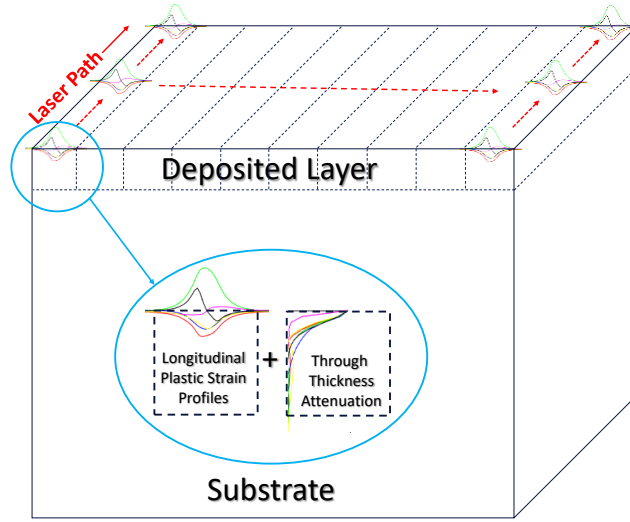 Laser Path
Deposited Layer
Longitudinal
Plastic Strain
Profiles
+
Through
Thickness
Attenuation
Substrate